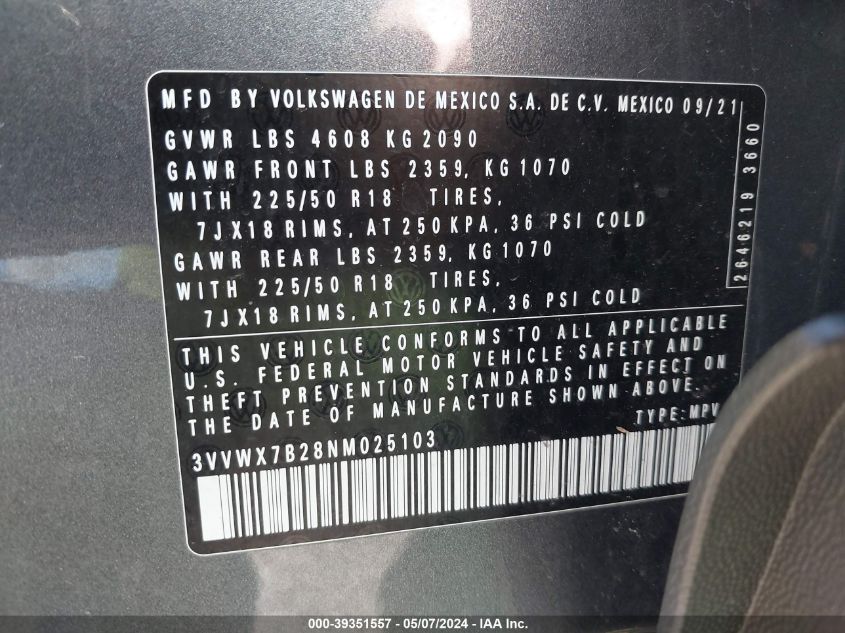 MFD BY VOLKSWAGEN DE MEXICO S.A. DE C.V. MEXICO 09/21
GVWR LBS 4608 KG 2090
GAWR FRONT LBS 2359, KG 1070
WITH 225/50 R18 TIRES,
7JX18 RIMS, AT 250 KPA, 36 PSI COLD
GAWR REAR LBS 2359, KG 1070
WITH 225/50 R18 TIRES,
7JX18 RIMS, AT 250 KPA, 36 PSI COLD
2646219 3660
THIS VEHICLE CONFORMS TO ALL APPLICABLE
U.S. FEDERAL MOTOR VEHICLE SAFETY AND
THEFT PREVENTION STANDARDS IN EFFECT ON
THE DATE OF MANUFACTURE SHOWN ABOVE.
TYPE: MPV
3VVWX7B28NM025103
000-39351557 - 05/07/2024 - IAAI Inc.